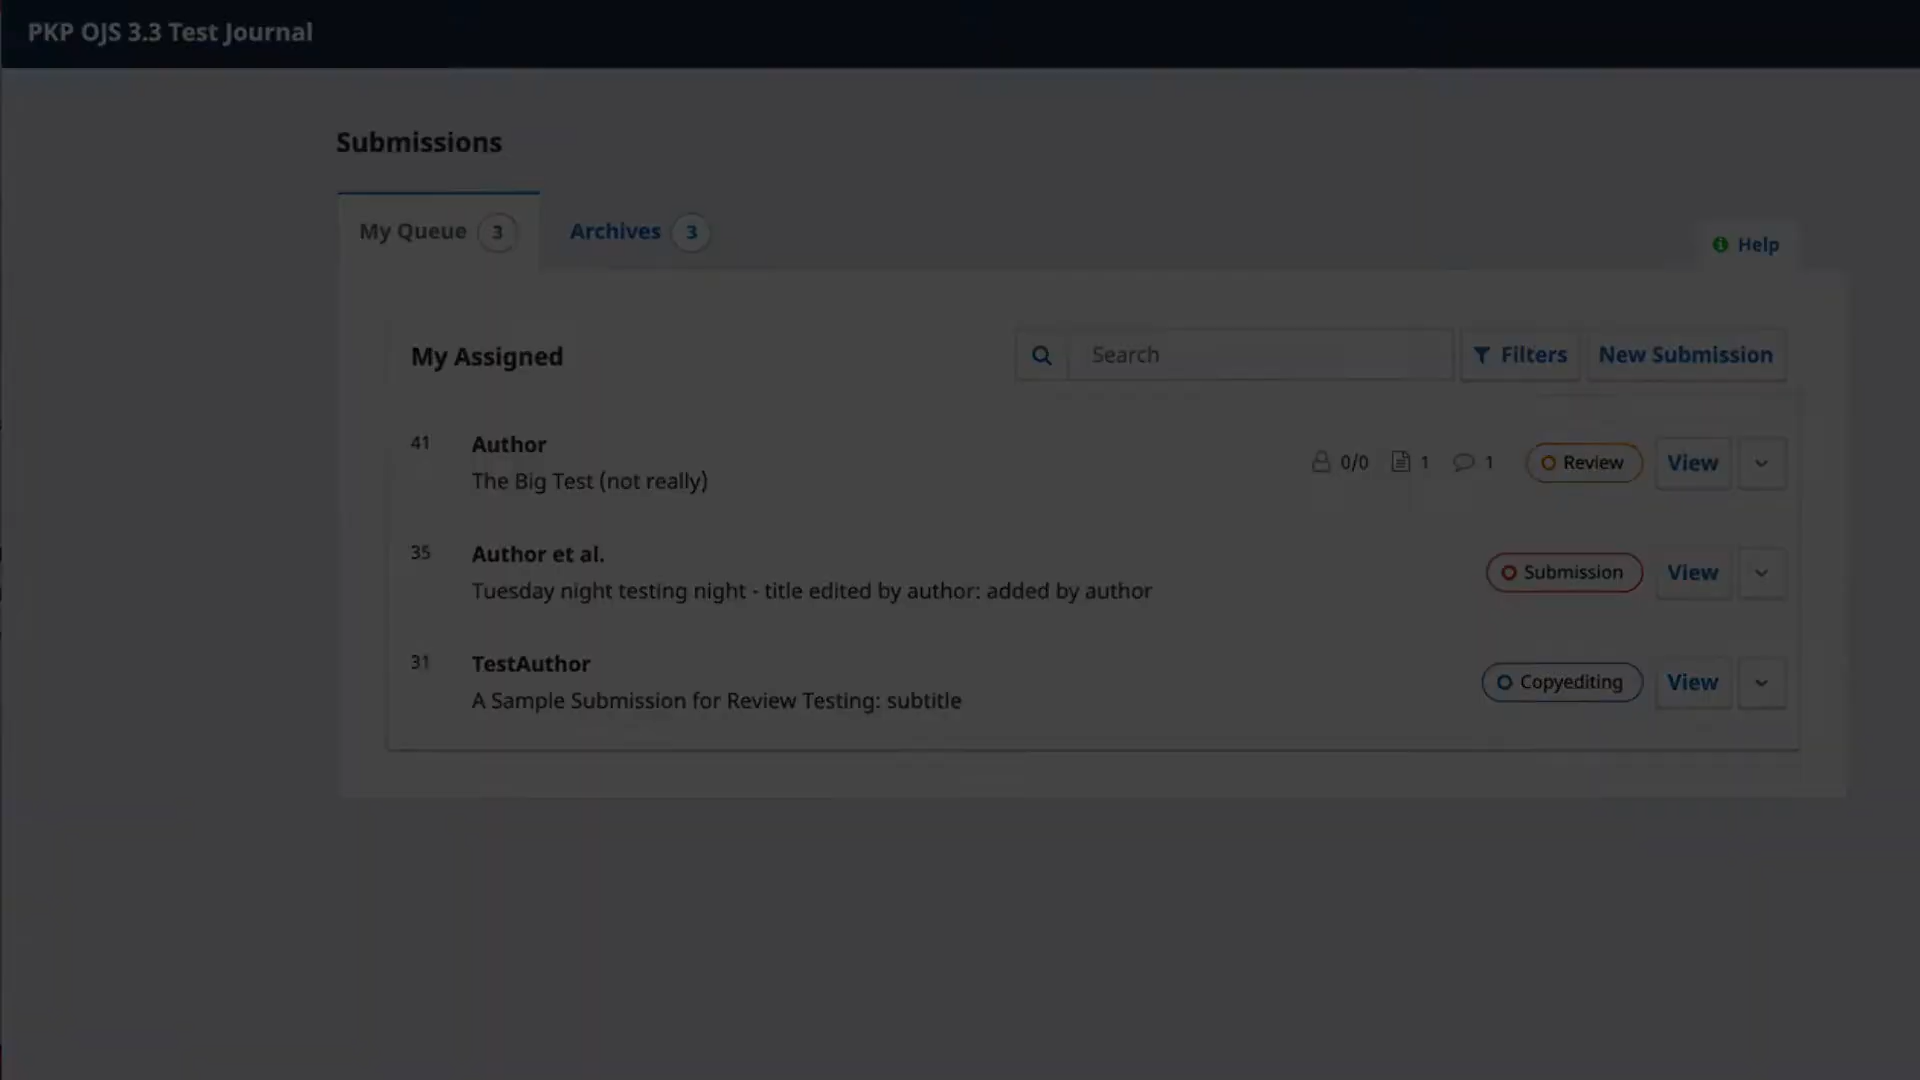 PKP OJS 3.3 Test Journal
Submissions
My Queue 3 Archives 3
Help
My Assigned Search Filters New Submission
41 Author 0/0 1 1 Review View
The Big Test (not really)
35 Author et al. Submission View
Tuesday night testing night - title edited by author: added by author
31 TestAuthor Copyediting View
A Sample Submission for Review Testing: subtitle